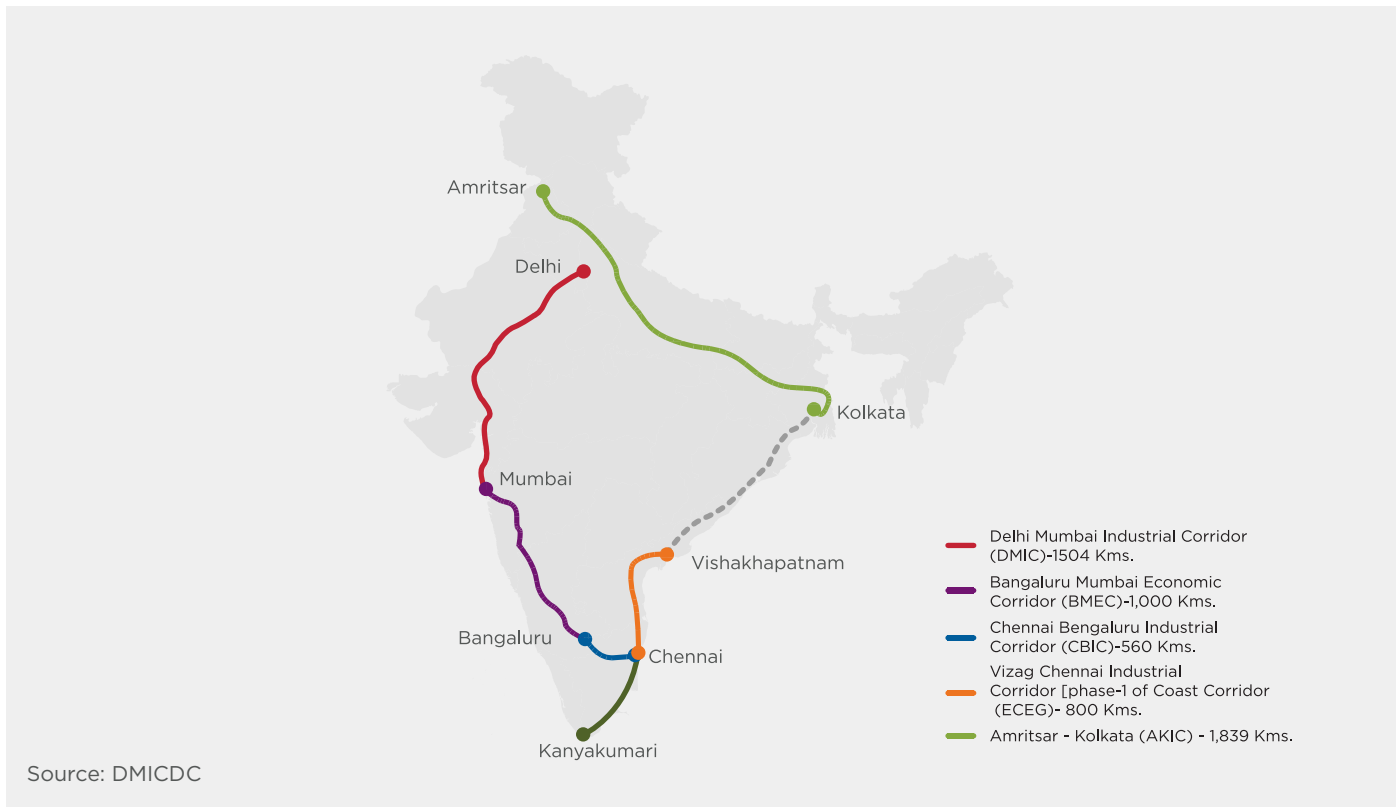 Amritsar
Delhi
Kolkata
Mumbai
Vishakhapatnam
Bangaluru
Chennai
Kanyakumari
Delhi Mumbai Industrial Corridor
(DMIC)-1504 Kms.
Bangaluru Mumbai Economic
Corridor (BMEC)-1,000 Kms.
Chennai Bengaluru Industrial
Corridor (CBIC)-560 Kms.
Vizag Chennai Industrial
Corridor [phase-1 of Coast Corridor
(ECEG)- 800 Kms.
Amritsar - Kolkata (AKIC) - 1,839 Kms.
Source: DMICDC